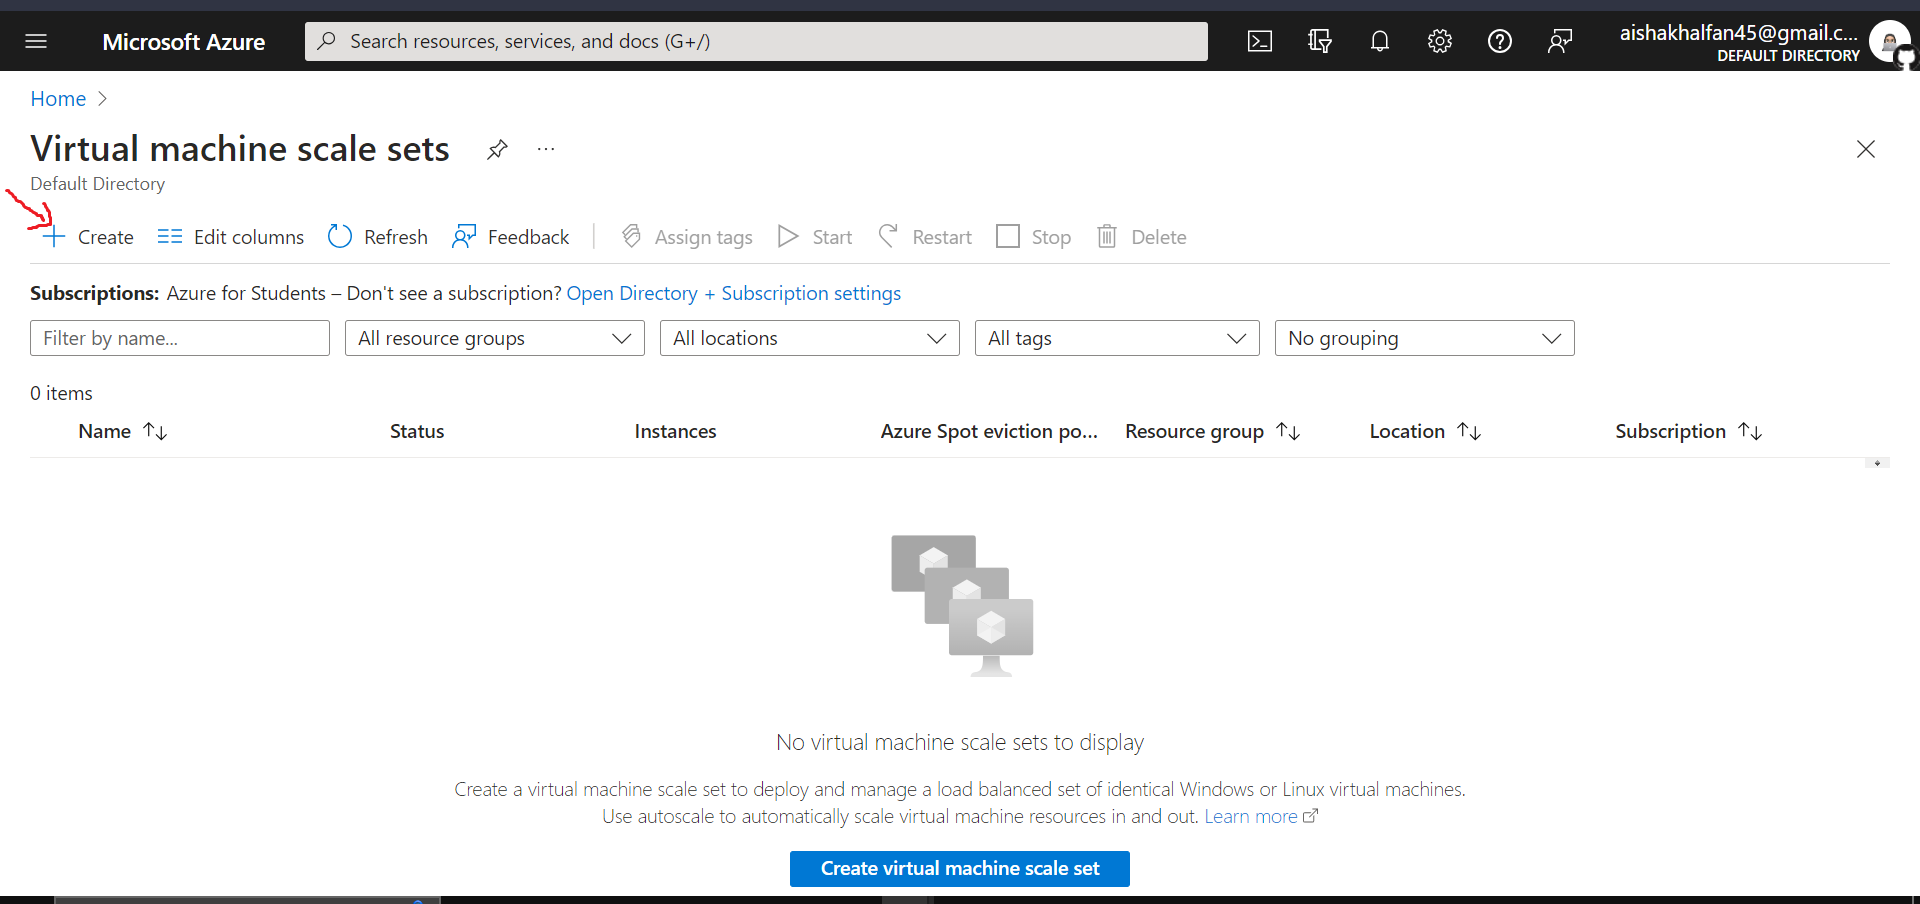 Microsoft Azure
Search resources, services, and docs (G+/)
aishakhalfan45@gmail.c...
DEFAULT DIRECTORY
Home
Virtual machine scale sets
Default Directory
Create Edit columns Refresh Feedback Assign tags Start Restart Stop Delete
Subscriptions: Azure for Students – Don't see a subscription? Open Directory + Subscription settings
Filter by name... All resource groups All locations All tags No grouping
0 items
Name Status Instances Azure Spot eviction po... Resource group Location Subscription
No virtual machine scale sets to display
Create a virtual machine scale set to deploy and manage a load balanced set of identical Windows or Linux virtual machines.
Use autoscale to automatically scale virtual machine resources in and out. Learn more
Create virtual machine scale set